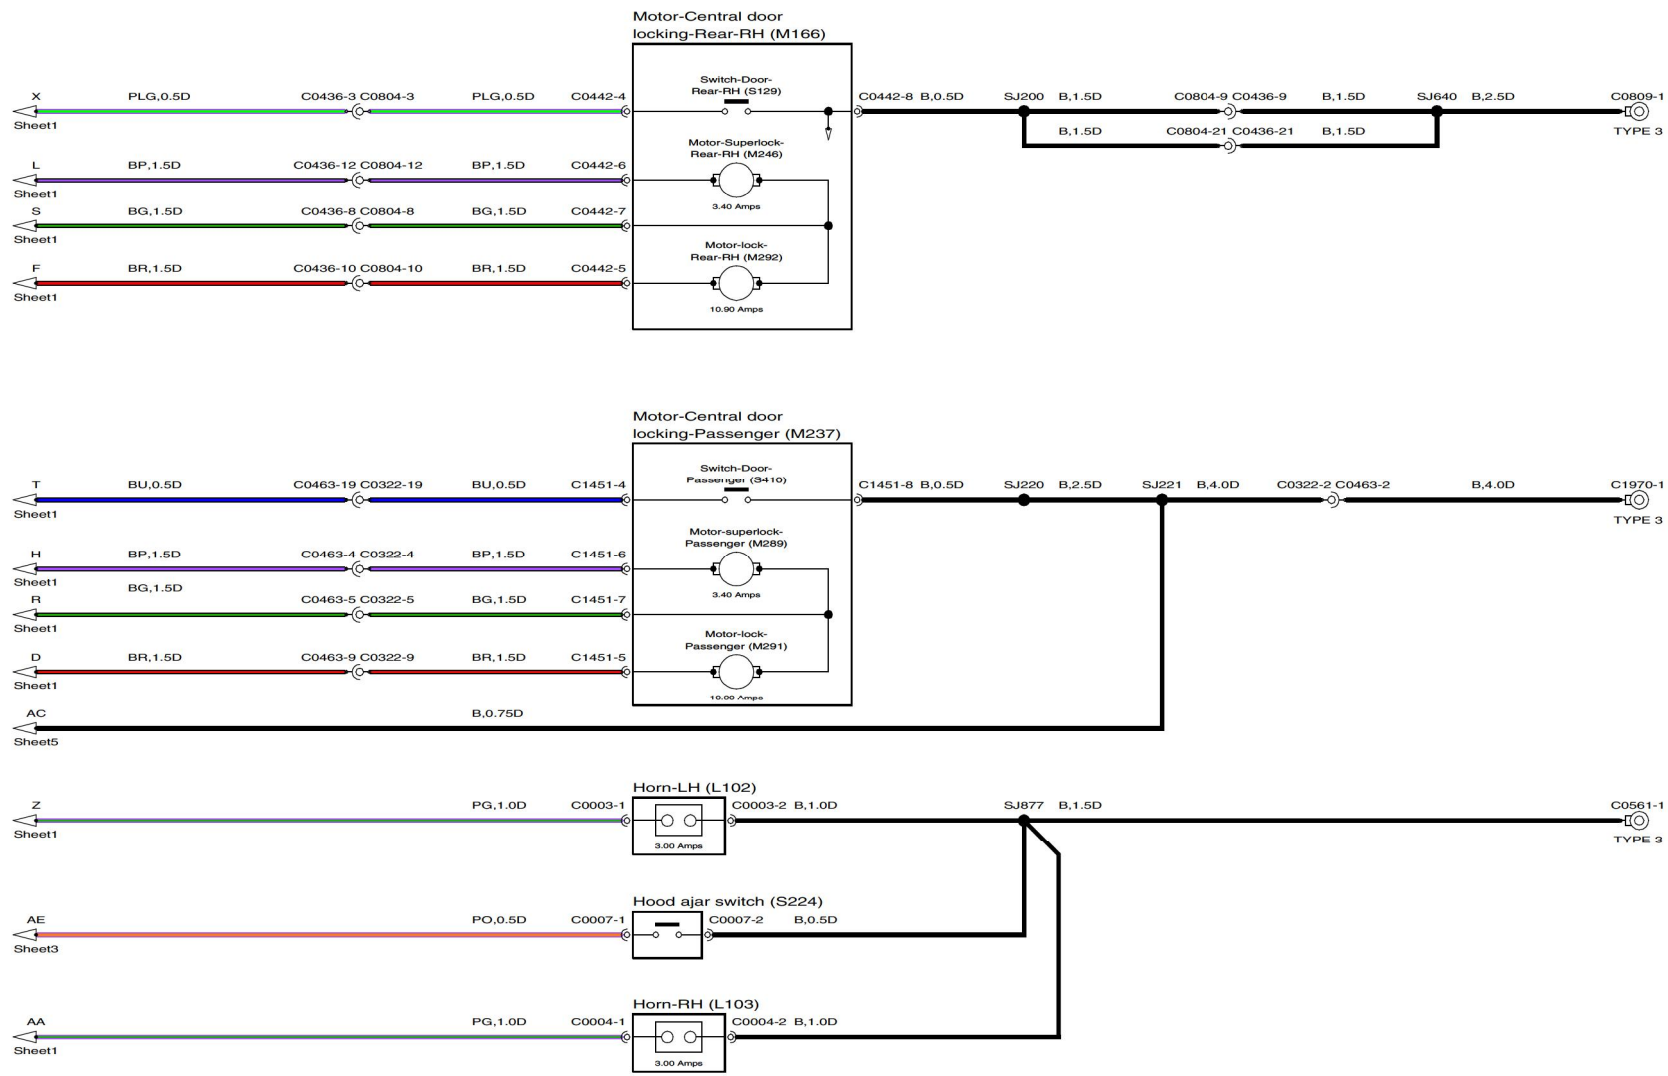 Motor-Central door
locking-Rear-RH (M166)
Switch-Door-
Rear-RH (S129)
X PLG,0.5D C0436-3 C0804-3 PLG,0.5D C0442-4 C0442-8 B,0.5D SJ200 B,1.5D C0804-9 C0436-9 B,1.5D SJ640 B,2.5D C0809-1
Sheet1 B,1.5D C0804-21 C0436-21 B,1.5D TYPE 3
Motor-Superlock-
Rear-RH (M246)
L BP,1.5D C0436-12 C0804-12 BP,1.5D C0442-6
Sheet1
3.40 Amps
S BG,1.5D C0436-8 C0804-8 BG,1.5D C0442-7
Sheet1
Motor-lock-
Rear-RH (M292)
F BR,1.5D C0436-10 C0804-10 BR,1.5D C0442-5
Sheet1
10.90 Amps
Motor-Central door
locking-Passenger (M237)
Switch-Door-
Passenger (S410)
T BU,0.5D C0463-19 C0322-19 BU,0.5D C1451-4 C1451-8 B,0.5D SJ220 B,2.5D SJ221 B,4.0D C0322-2 C0463-2 B,4.0D C1970-1
Sheet1 TYPE 3
Motor-superlock-
Passenger (M289)
H BP,1.5D C0463-4 C0322-4 BP,1.5D C1451-6
Sheet1
BG,1.5D
3.40 Amps
R C0463-5 C0322-5 BG,1.5D C1451-7
Sheet1
Motor-lock-
Passenger (M291)
D BR,1.5D C0463-9 C0322-9 BR,1.5D C1451-5
Sheet1
Amps
AC B,0.75D
Sheet5
Horn-LH (L102)
Z PG,1.0D C0003-1 C0003-2 B,1.0D SJ877 B,1.5D C0561-1
Sheet1 TYPE 3
3.00 Amps
Hood ajar switch (S224)
AE PO,0.5D C0007-1 C0007-2 B,0.5D
Sheet3
Horn-RH (L103)
AA PG,1.0D C0004-1 C0004-2 B,1.0D
Sheet1
3.00 Amps